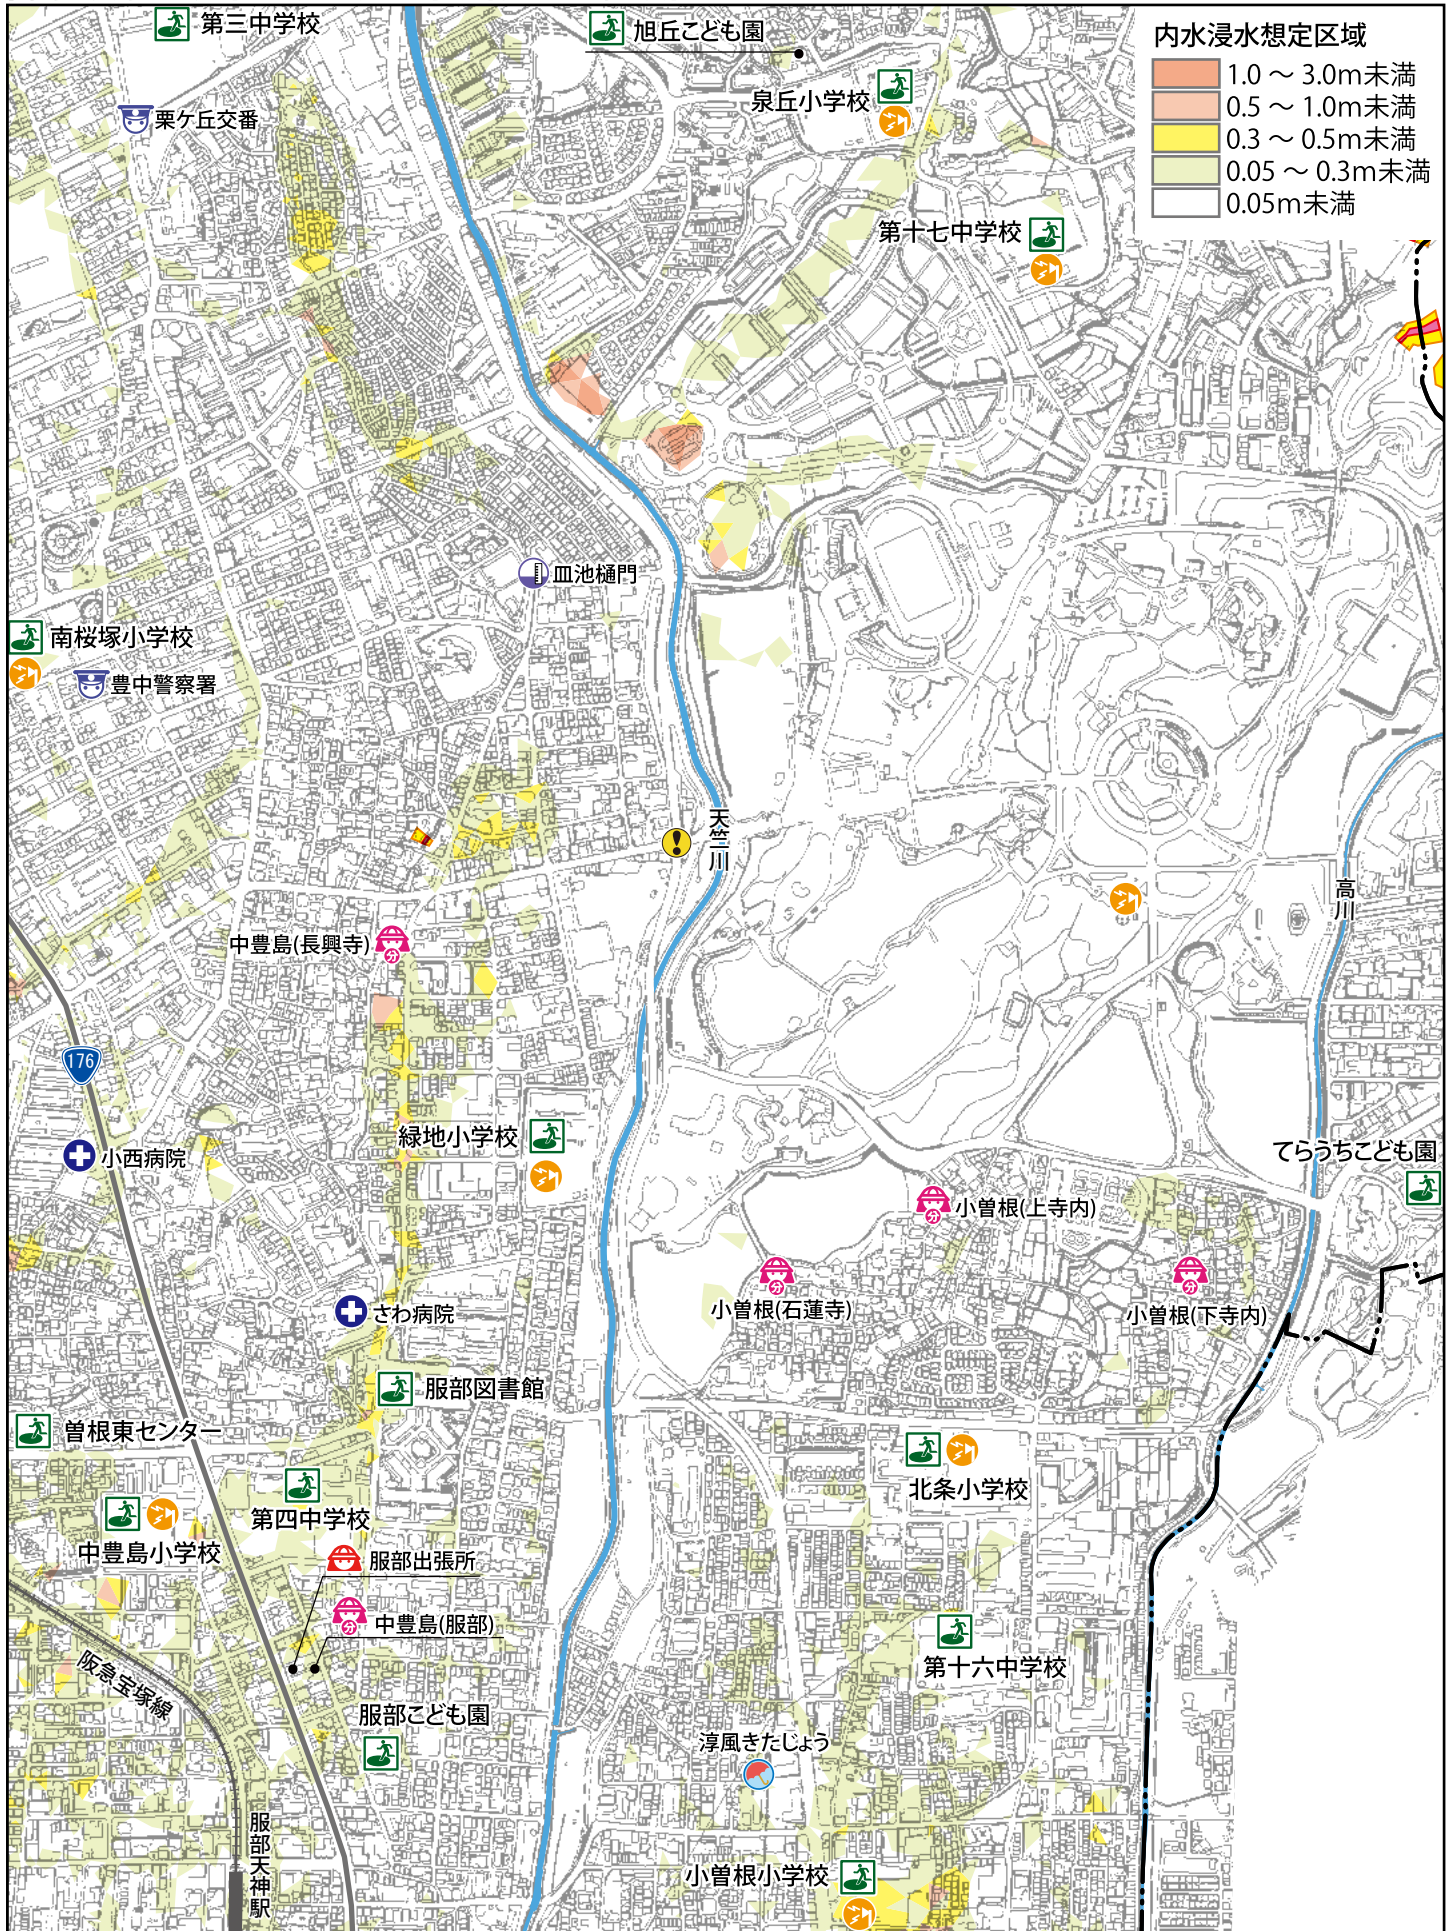 第三中学校
旭丘こども園
内水浸水想定区域
1.0 ～ 3.0m未満
0.5 ～ 1.0m未満
0.3 ～ 0.5m未満
0.05 ～ 0.3m未満
0.05m未満
泉丘小学校
栗ケ丘交番
第十七中学校
皿池樋門
南桜塚小学校
豊中警察署
天竺川
高川
中豊島(長興寺)
176
緑地小学校
小西病院
てらうちこども園
小曽根(上寺内)
小曽根(石蓮寺)
小曽根(下寺内)
さわ病院
服部図書館
曽根東センター
北条小学校
第四中学校
中豊島小学校
服部出張所
中豊島(服部)
第十六中学校
阪急宝塚線
服部こども園
淳風きたじょう
服部天神駅
小曽根小学校
分
分
分
分
分